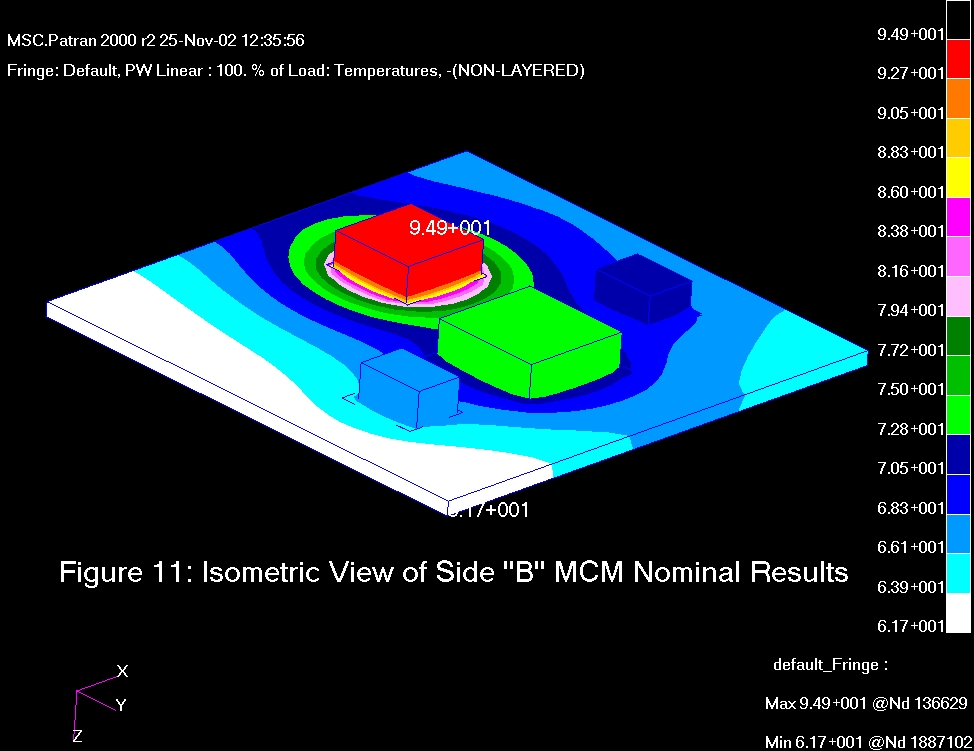 MSC.Patran 2000 r2 25-Nov-02 12:35:56
Fringe: Default, PW Linear : 100. % of Load: Temperatures, -(NON-LAYERED)
9.49+001
9.27+001
9.05+001
8.83+001
8.60+001
8.38+001
8.16+001
7.94+001
7.72+001
7.50+001
7.28+001
7.05+001
6.83+001
6.61+001
6.39+001
6.17+001
9.49+001
6.17+001
Figure 11: Isometric View of Side "B" MCM Nominal Results
X
Y
Z
default_Fringe :
Max 9.49+001 @Nd 136629
Min 6.17+001 @Nd 1887102